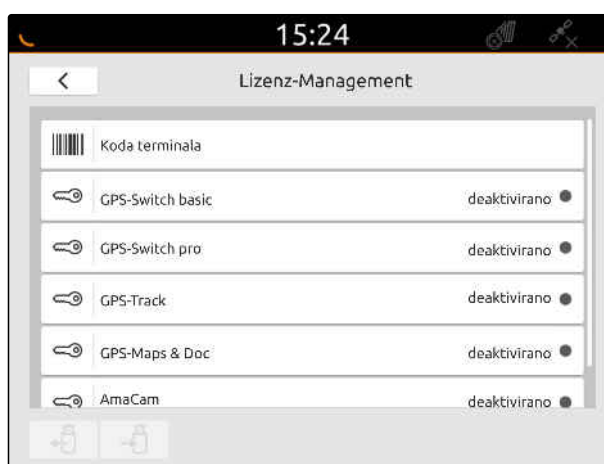 15:24
Lizenz-Management
Koda terminala
GPS-Switch basic deaktivirano
GPS-Switch pro deaktivirano
GPS-Track deaktivirano
GPS-Maps & Doc deaktivirano
AmaCam deaktivirano